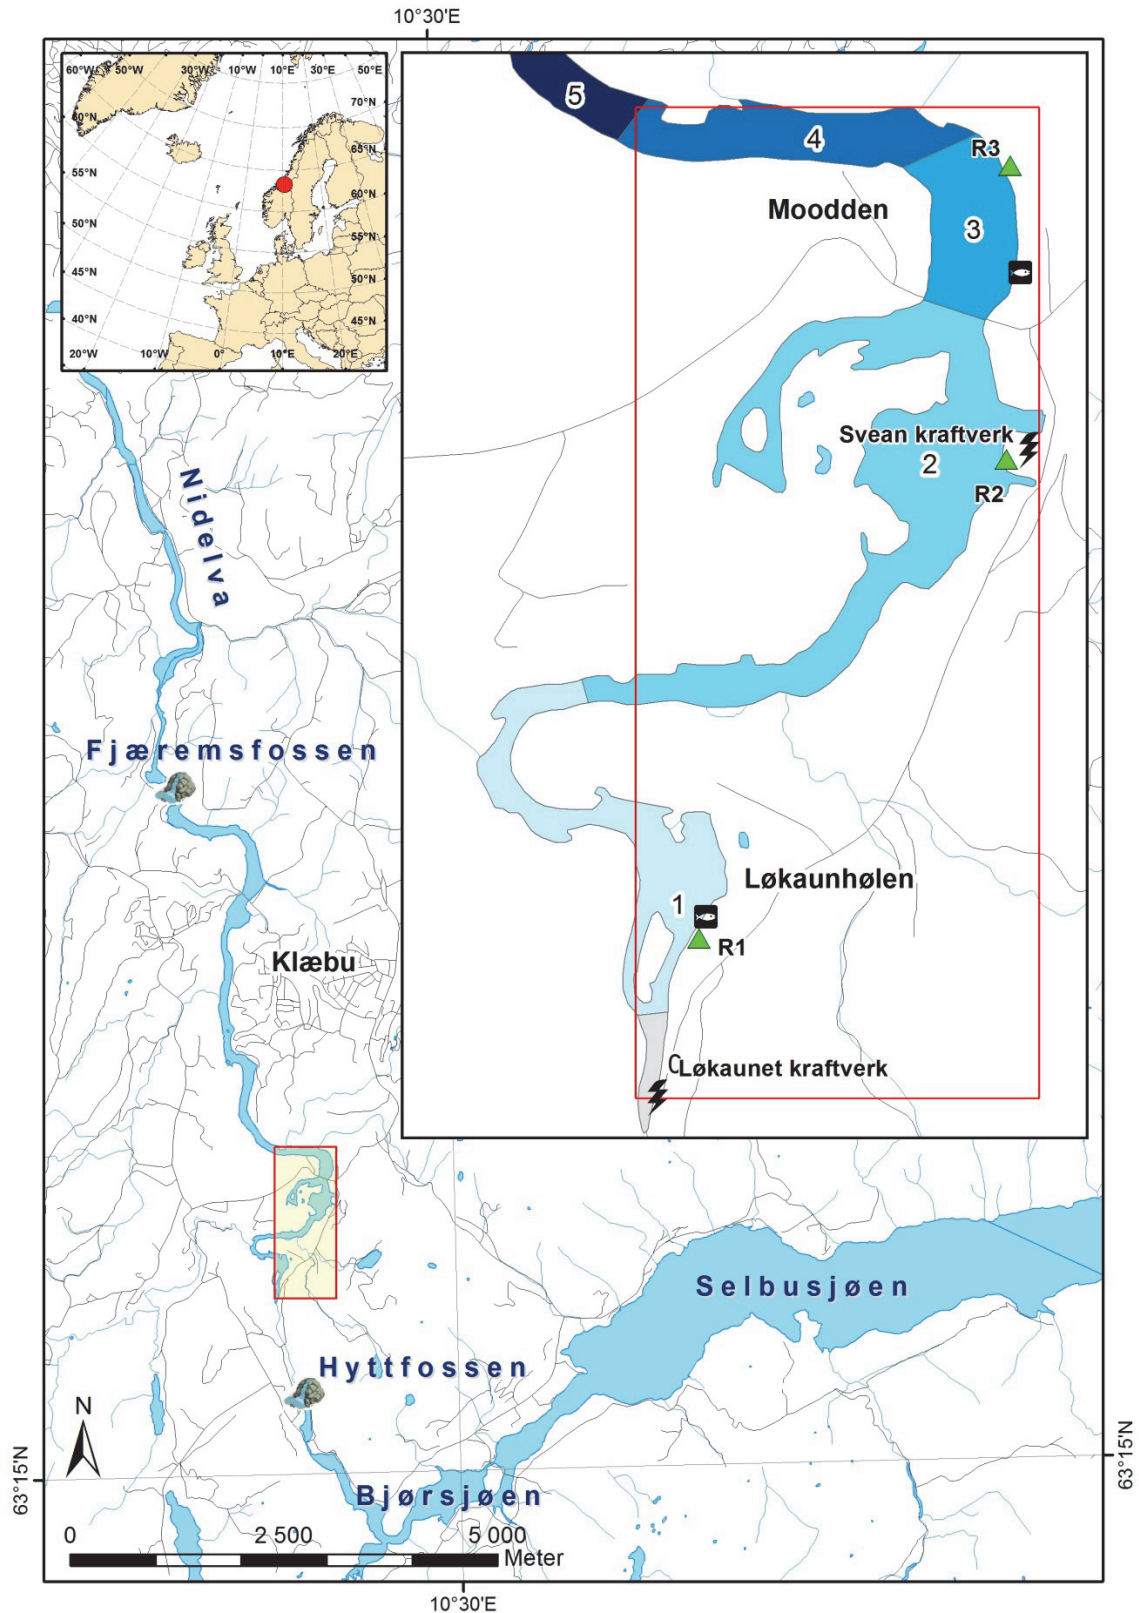 10°30'E
60°W
50°W
30°W
10°W
10°E
30°E
50°E
70°N
60°N
65°N
55°N
60°N
50°N
55°N
45°N
50°N
40°N
45°N
20°W
10°W
0°
10°E
20°E
5
4
R3
Moodden
3
Svean kraftverk
2
R2
Nidelva
Fjæremsfossen
Løkaunhølen
1
R1
Klæbu
0
Løkaunet kraftverk
Selbusjøen
Hyttfossen
N
63°15'N
63°15'N
Bjørsjøen
0
2 500
5 000
Meter
10°30'E